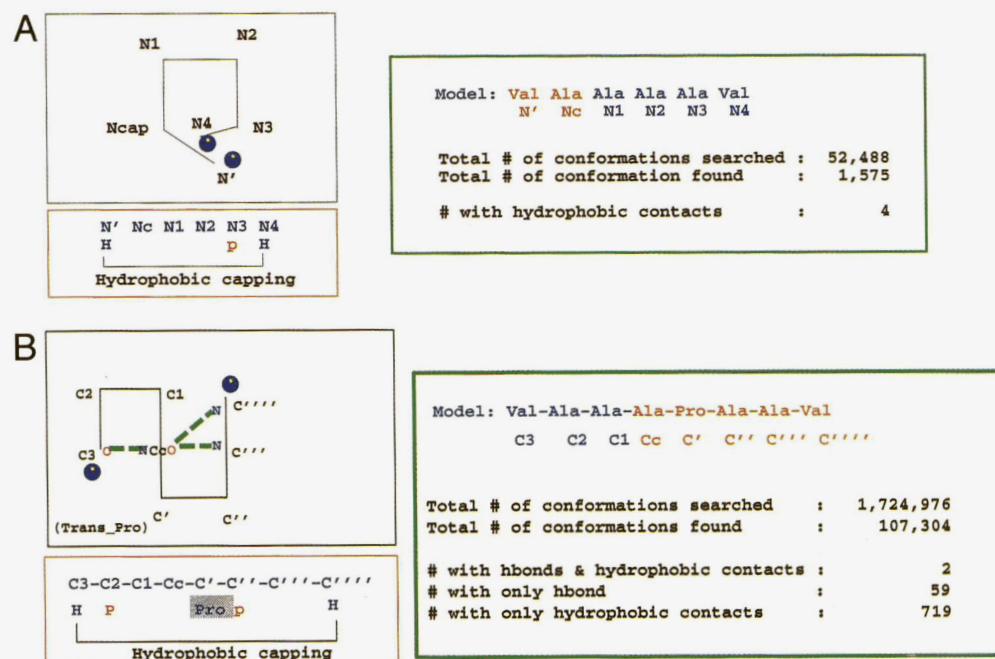 A
N1 N2
Ncap N4 N3
N'
N' Nc N1 N2 N3 N4
H p H
Hydrophobic capping
Model: Val Ala Ala Ala Ala Val
N' Nc N1 N2 N3 N4
Total # of conformations searched : 52,488
Total # of conformation found : 1,575
# with hydrophobic contacts : 4
B
C2 C1 N C''''
C3 O N Cc O N C'''
(Trans_Pro) C' C''
C3-C2-C1-Cc-C'-C''-C'''-C''''
H P Pro p H
Hydrophobic capping
Model: Val-Ala-Ala-Ala-Pro-Ala-Ala-Val
C3 C2 C1 Cc C' C'' C''' C''''
Total # of conformations searched : 1,724,976
Total # of conformations found : 107,304
# with hbonds & hydrophobic contacts : 2
# with only hbond : 59
# with only hydrophobic contacts : 719